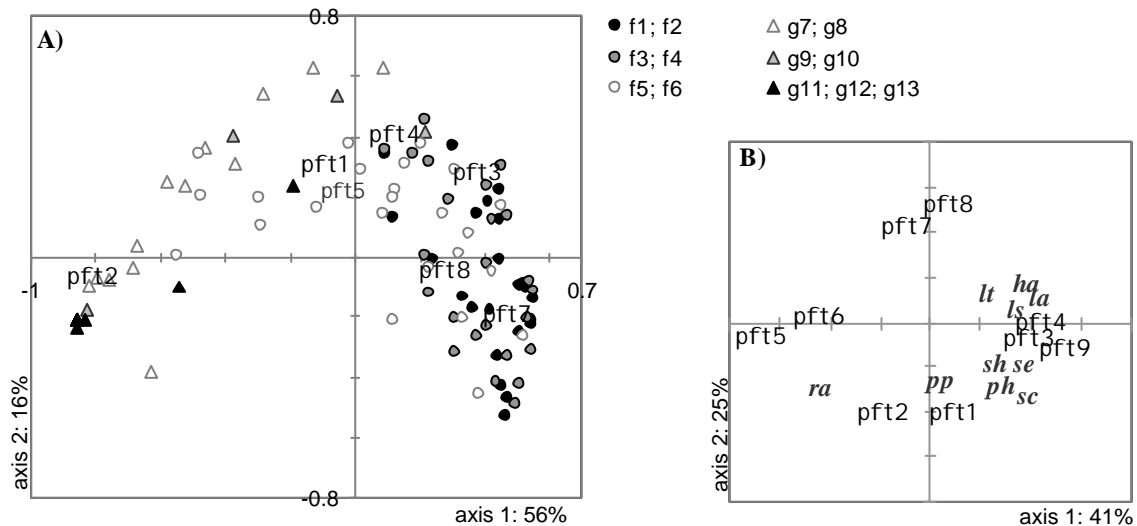 A)
0.8
f1; f2
f3; f4
f5; f6
g7; g8
g9; g10
g11; g12; g13
pft4
pft1
pft3
pft5
pft2
pft8
-1
0.7
pft7
-0.8
axis 2: 16%
axis 1: 56%
B)
pft8
pft7
lt
ha
ls
la
pft6
pft4
pft5
pft3
pft9
sh se
ra
pp
ph
sc
pft2
pft1
axis 2: 25%
axis 1: 41%